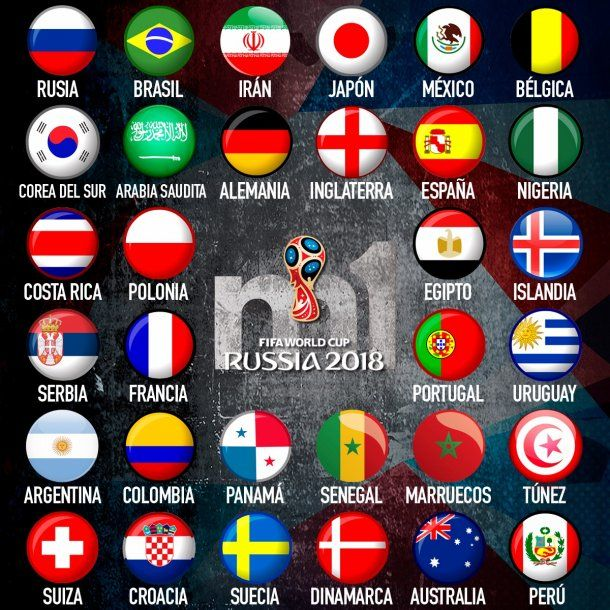 RUSIA
BRASIL
IRÁN
JAPÓN
MÉXICO
BÉLGICA
COREA DEL SUR
ARABIA SAUDITA
ALEMANIA
INGLATERRA
ESPAÑA
NIGERIA
COSTA RICA
POLONIA
m1
EGIPTO
ISLANDIA
FIFA WORLD CUP
RUSSIA 2018
SERBIA
FRANCIA
PORTUGAL
URUGUAY
ARGENTINA
COLOMBIA
PANAMÁ
SENEGAL
MARRUECOS
TÚNEZ
SUIZA
CROACIA
SUECIA
DINAMARCA
AUSTRALIA
PERÚ